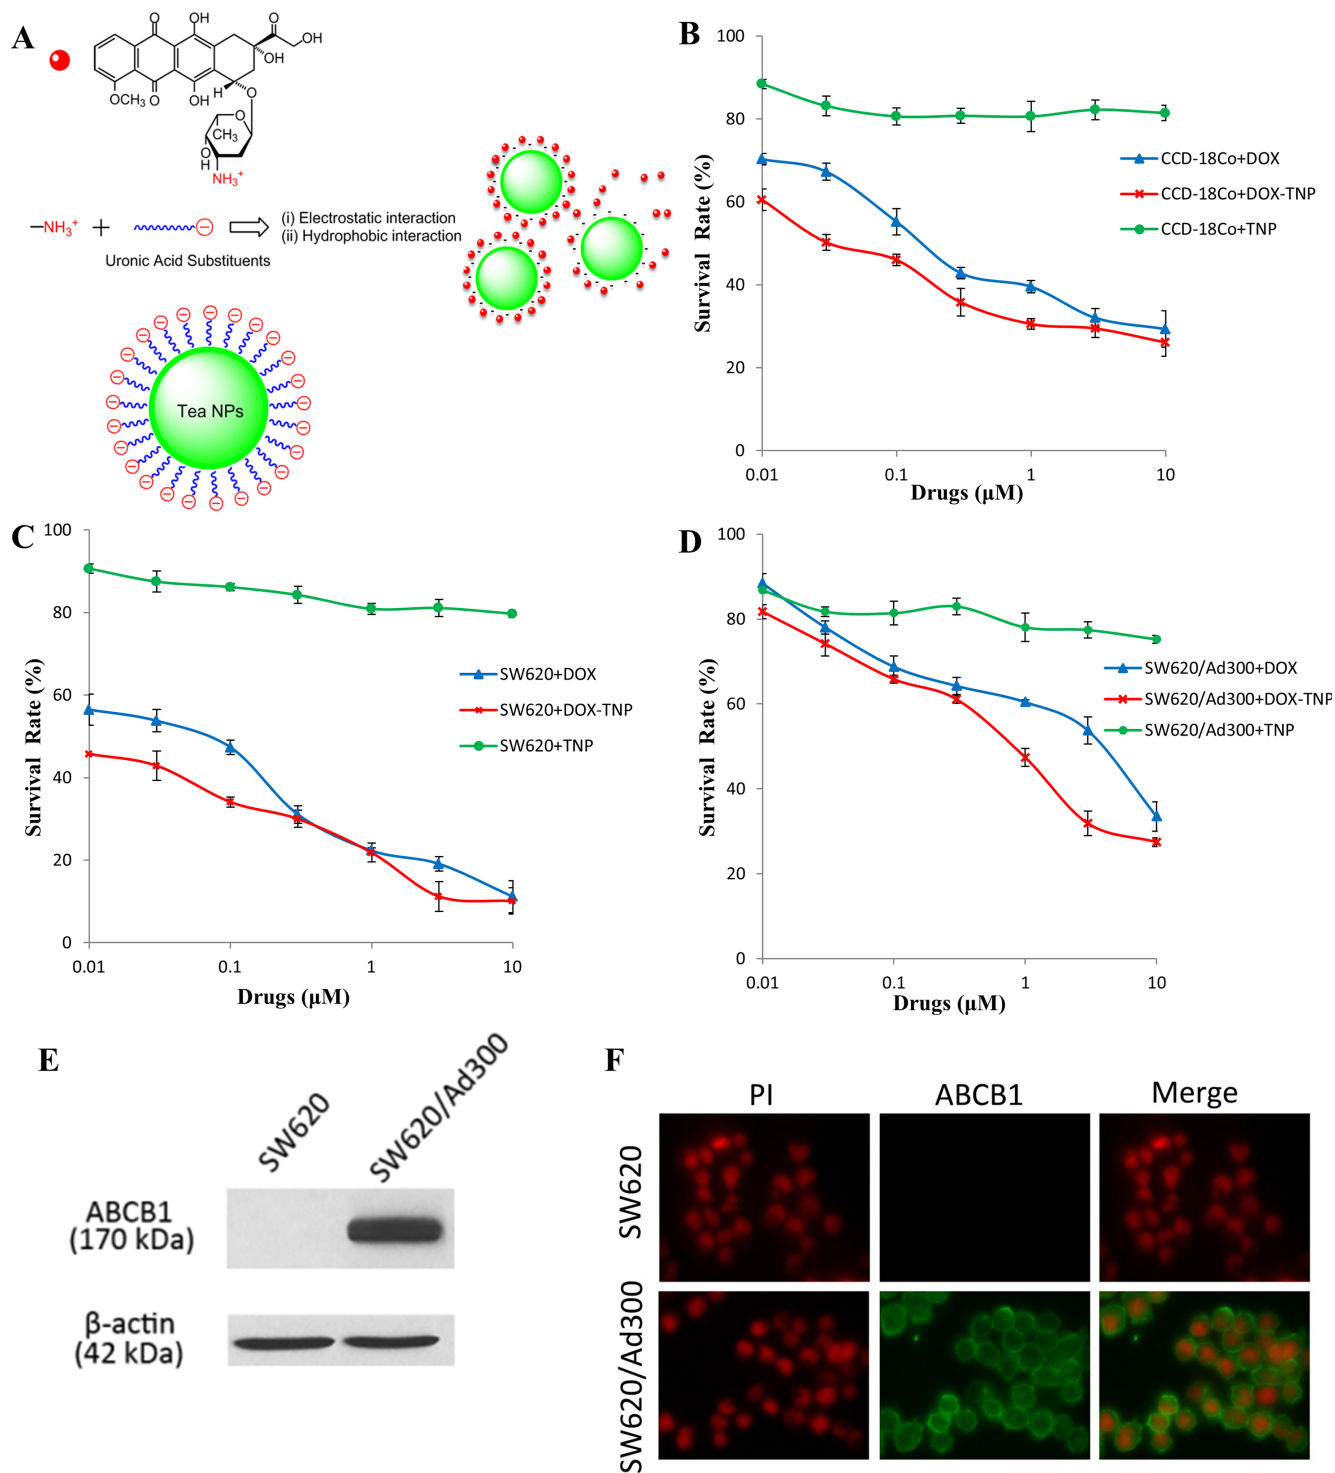 A
O
OH
O
OH
OH
OCH₃
O
OH
H
O
O
CH₃
O
H
NH₃⁺
–NH₃⁺ + ⊖
(i) Electrostatic interaction
(ii) Hydrophobic interaction
Uronic Acid Substituents
Tea NPs
B
100
80
60
40
20
0
0.01
0.1
1
10
Survival Rate (%)
Drugs (μM)
CCD-18Co+DOX
CCD-18Co+DOX-TNP
CCD-18Co+TNP
C
100
80
60
40
20
0
0.01
0.1
1
10
Survival Rate (%)
Drugs (μM)
SW620+DOX
SW620+DOX-TNP
SW620+TNP
D
100
80
60
40
20
0
0.01
0.1
1
10
Survival Rate (%)
Drugs (μM)
SW620/Ad300+DOX
SW620/Ad300+DOX-TNP
SW620/Ad300+TNP
E
SW620
SW620/Ad300
ABCB1
(170 kDa)
β-actin
(42 kDa)
F
PI
ABCB1
Merge
SW620
SW620/Ad300